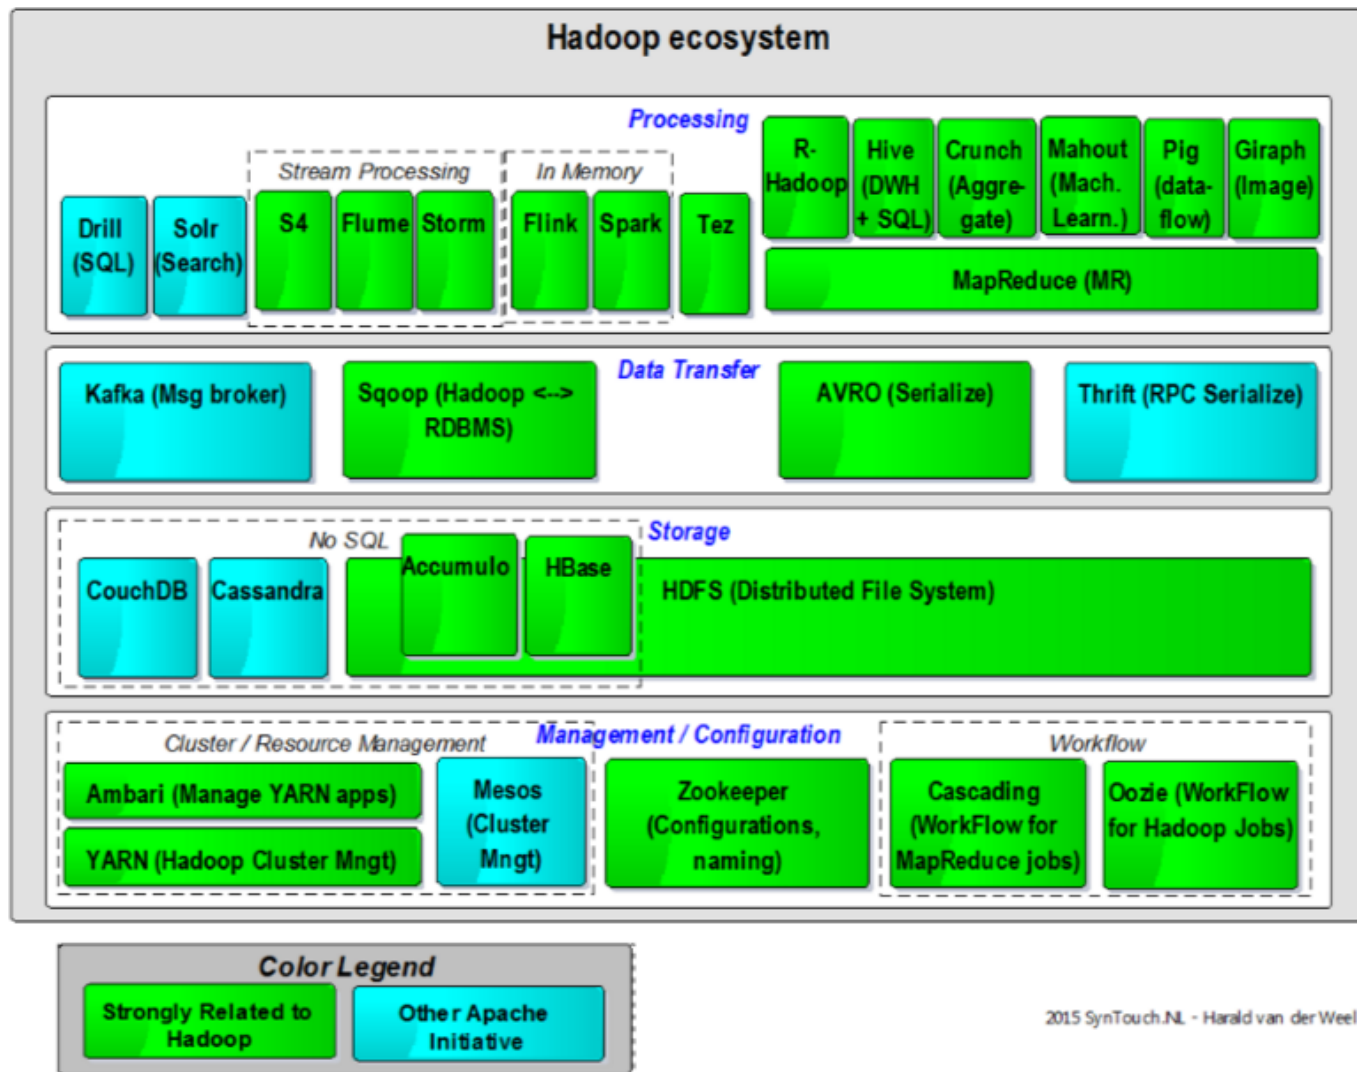 Hadoop ecosystem
Processing
Stream Processing
In Memory
Drill
(SQL)
Solr
(Search)
S4
Flume
Storm
Flink
Spark
Tez
R-
Hadoop
Hive
(DWH
+ SQL)
Crunch
(Aggre-
gate)
Mahout
(Mach.
Learn.)
Pig
(data-
flow)
Giraph
(Image)
MapReduce (MR)
Data Transfer
Kafka (Msg broker)
Sqoop (Hadoop <-->
RDBMS)
AVRO (Serialize)
Thrift (RPC Serialize)
Storage
No SQL
CouchDB
Cassandra
Accumulo
HBase
HDFS (Distributed File System)
Management / Configuration
Cluster / Resource Management
Ambari (Manage YARN apps)
YARN (Hadoop Cluster Mngt)
Mesos
(Cluster
Mngt)
Zookeeper
(Configurations,
naming)
Workflow
Cascading
(WorkFlow for
MapReduce jobs)
Oozie (WorkFlow
for Hadoop Jobs)
Color Legend
Strongly Related to
Hadoop
Other Apache
Initiative
2015 SynTouch.NL - Harald van der Weel